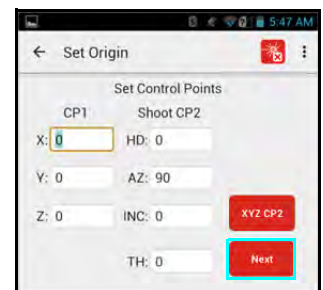 5:47 AM
Set Origin
Set Control Points
CP1 Shoot CP2
X: 0 HD: 0
Y: 0 AZ: 90
Z: 0 INC: 0 XYZ CP2
TH: 0 Next